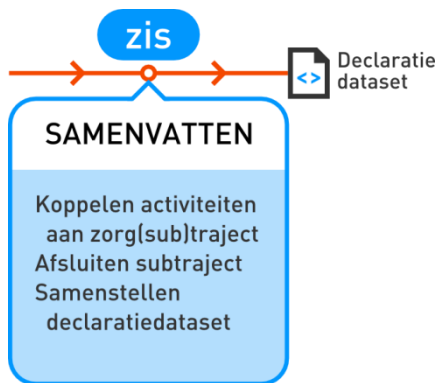 zis
Declaratie
dataset
<>
SAMENVATTEN
Koppelen activiteiten
aan zorg(sub)traject
Afsluiten subtraject
Samenstellen
declaratiedataset